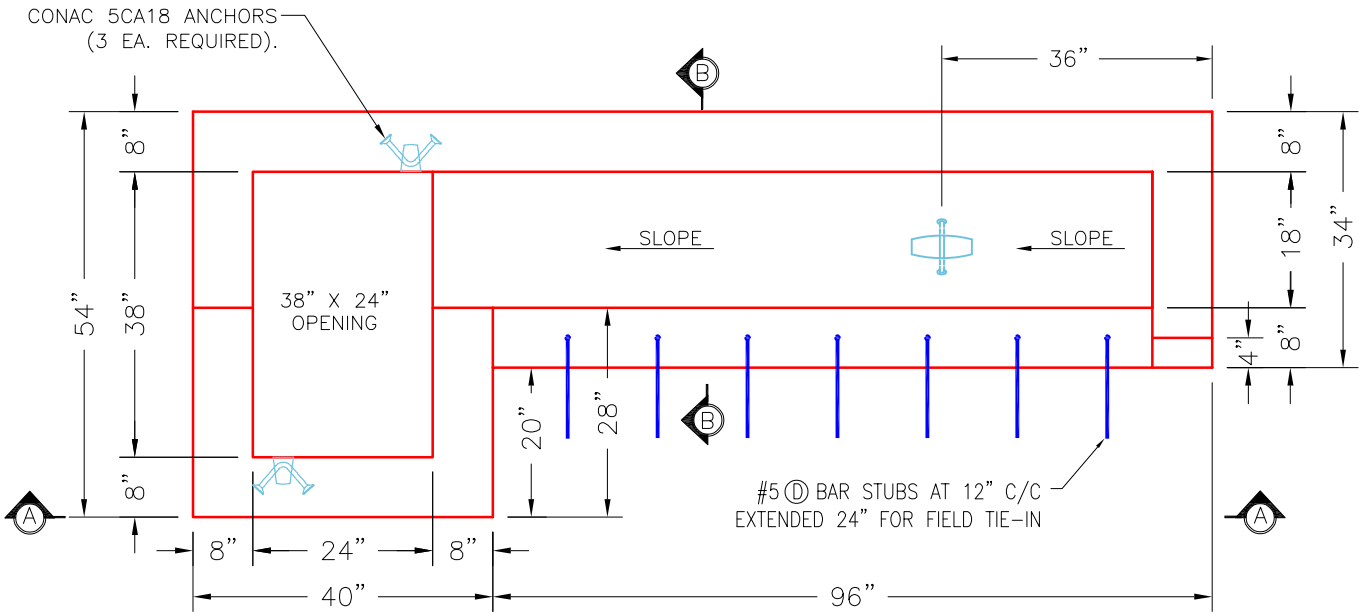 CONAC 5CA18 ANCHORS
(3 EA. REQUIRED).
B
36"
8"
8"
SLOPE
SLOPE
18"
34"
38" X 24"
OPENING
54"
38"
4"
8"
20"
28"
B
8"
#5 D BAR STUBS AT 12" C/C
EXTENDED 24" FOR FIELD TIE-IN
A
A
8"
24"
8"
40"
96"